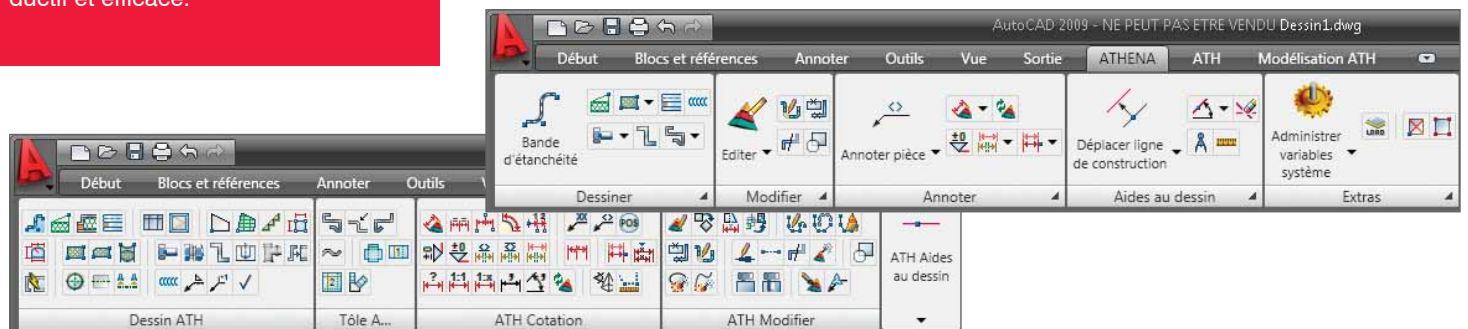 ductif et efficace.
AutoCAD 2009 - NE PEUT PAS ETRE VENDU Dessin1.dwg
Début Blocs et références Annoter Outils Vue Sortie ATHENA ATH Modélisation ATH
Bande d'étanchéité
Editer
Annoter pièce
Déplacer ligne de construction
Administrer variables système
LOAD
Dessiner Modifier Annoter Aides au dessin Extras
Début Blocs et références Annoter Outils
POS
ATH Aides au dessin
Dessin ATH Tôle A... ATH Cotation ATH Modifier